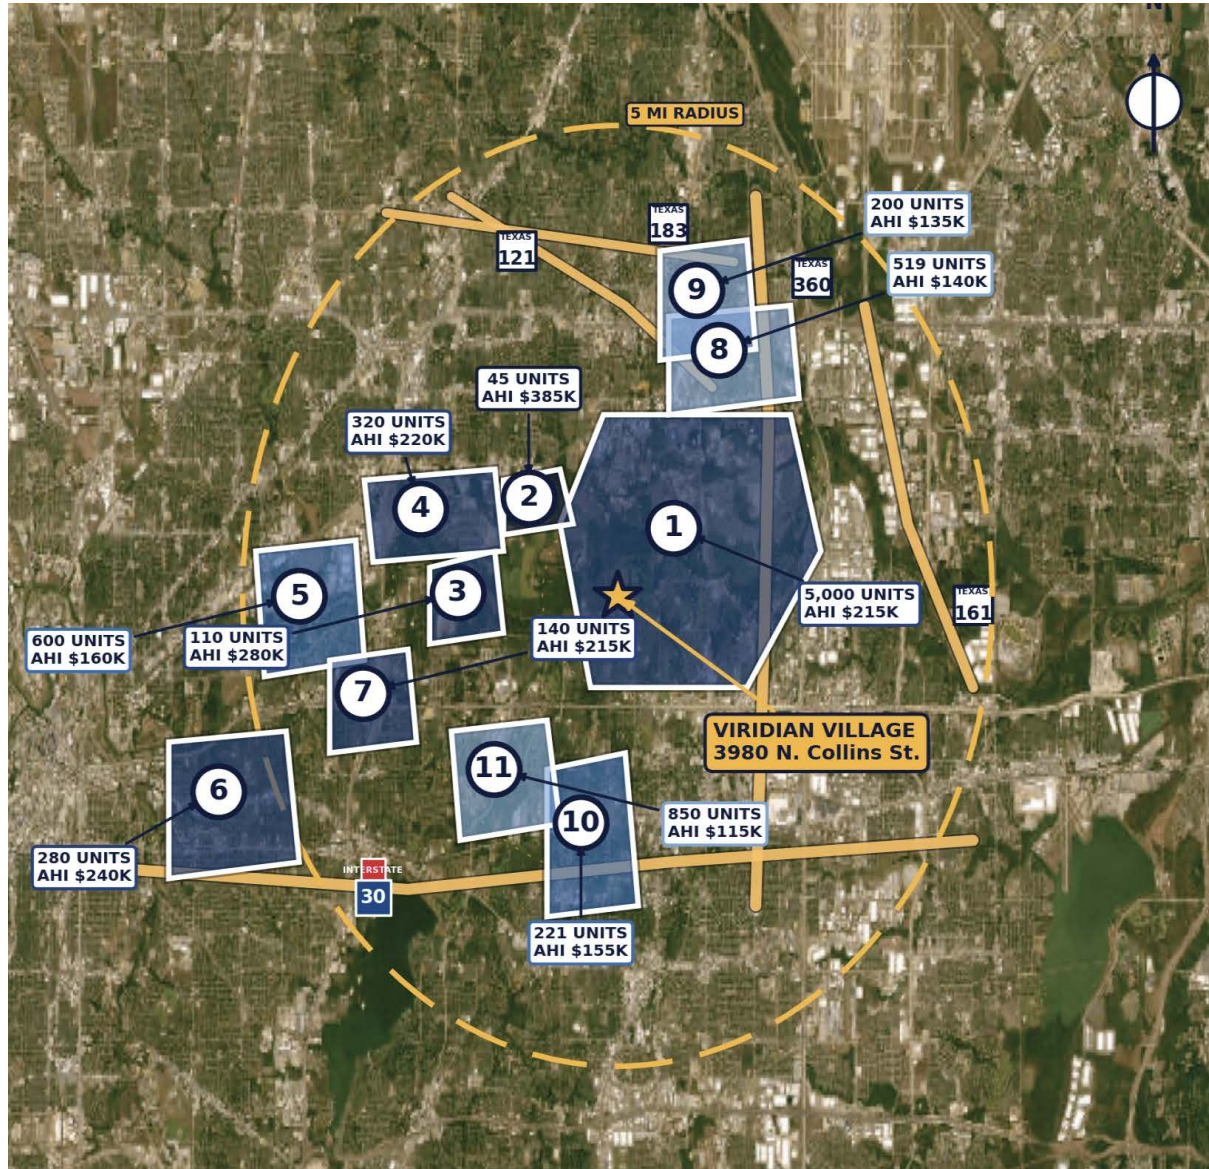 N
5 MI RADIUS
200 UNITS
AHI $135K
TEXAS
183
TEXAS
121
519 UNITS
AHI $140K
TEXAS
360
9
8
45 UNITS
AHI $385K
320 UNITS
AHI $220K
2
4
1
5
3
5,000 UNITS
AHI $215K
TEXAS
161
600 UNITS
AHI $160K
110 UNITS
AHI $280K
140 UNITS
AHI $215K
7
VIRIDIAN VILLAGE
3980 N. Collins St.
11
6
10
850 UNITS
AHI $115K
280 UNITS
AHI $240K
INTERSTATE
30
221 UNITS
AHI $155K